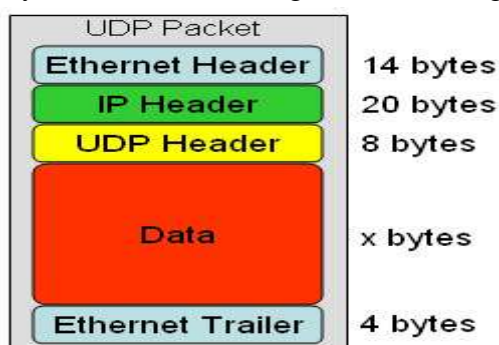 UDP Packet
Ethernet Header 14 bytes
IP Header 20 bytes
UDP Header 8 bytes
Data x bytes
Ethernet Trailer 4 bytes